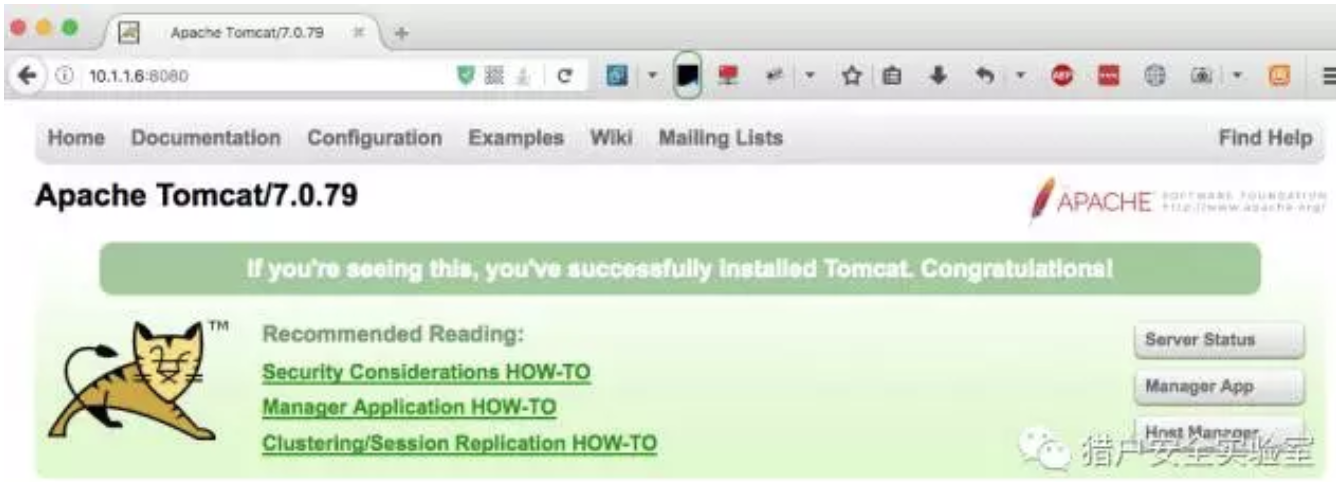 Apache Tomcat/7.0.79
10.1.1.6:8080
Home Documentation Configuration Examples Wiki Mailing Lists Find Help
Apache Tomcat/7.0.79
APACHE SOFTWARE FOUNDATION
http://www.apache.org/
If you're seeing this, you've successfully installed Tomcat. Congratulations!
TM
Recommended Reading:
Security Considerations HOW-TO
Manager Application HOW-TO
Clustering/Session Replication HOW-TO
Server Status
Manager App
Host Manager
猎户安全实验室